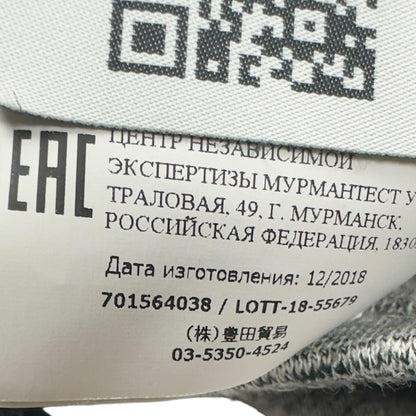 ЦЕНТР НЕЗАВИСИМОЙ
EAC ЭКСПЕРТИЗЫ МУРМАНТЕСТ У
ТРАЛОВАЯ, 49, Г. МУРМАНСК,
РОССИЙСКАЯ ФЕДЕРАЦИЯ, 1830
Дата изготовления: 12/2018
701564038 / LOTT-18-55679
(株)豊田貿易
03-5350-4524